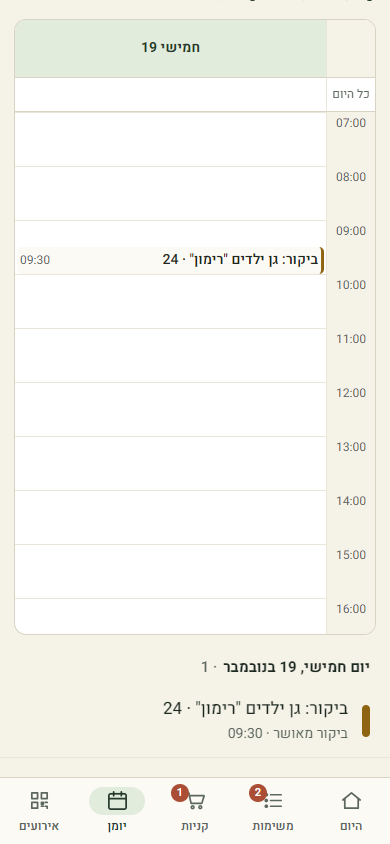 חמישי 19
כל היום
07:00
08:00
09:00
ביקור: גן ילדים "רימון" · 24 09:30
10:00
11:00
12:00
13:00
14:00
15:00
16:00
יום חמישי, 19 בנובמבר · 1
ביקור: גן ילדים "רימון" · 24
ביקור מאושר · 09:30
היום
2 משימות
1 קניות
יומן
אירועים